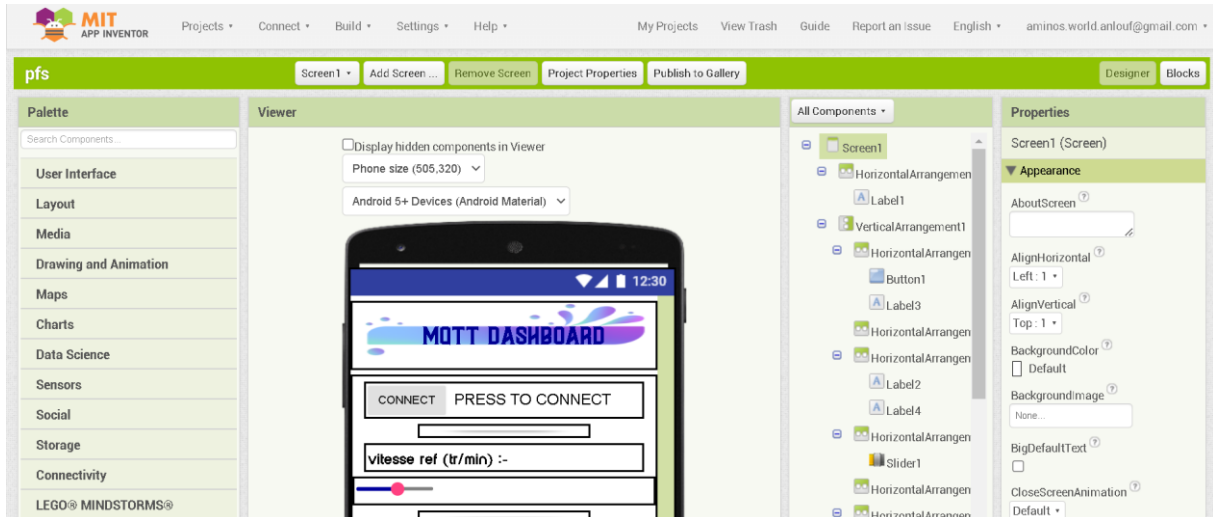 MIT
APP INVENTOR
Projects Connect Build Settings Help My Projects View Trash Guide Report an Issue English aminos.world.anlouf@gmail.com
pfs Screen1 Add Screen ... Remove Screen Project Properties Publish to Gallery Designer Blocks
Palette
Search Components...
User Interface
Layout
Media
Drawing and Animation
Maps
Charts
Data Science
Sensors
Social
Storage
Connectivity
LEGO® MINDSTORMS®
Viewer
Display hidden components in Viewer
Phone size (505,320)
Android 5+ Devices (Android Material)
12:30
MQTT DASHBOARD
CONNECT PRESS TO CONNECT
vitesse ref (tr/min) :-
All Components
Screen1
HorizontalArrangemen
Label1
VerticalArrangement1
HorizontalArrangen
Button1
Label3
HorizontalArrangen
HorizontalArrangen
Label2
Label4
HorizontalArrangen
Slider1
HorizontalArrangen
HorizontalArrangen
Properties
Screen1 (Screen)
Appearance
AboutScreen ?
AlignHorizontal ?
Left : 1
AlignVertical ?
Top : 1
BackgroundColor ?
Default
BackgroundImage ?
None...
BigDefaultText ?
CloseScreenAnimation ?
Default